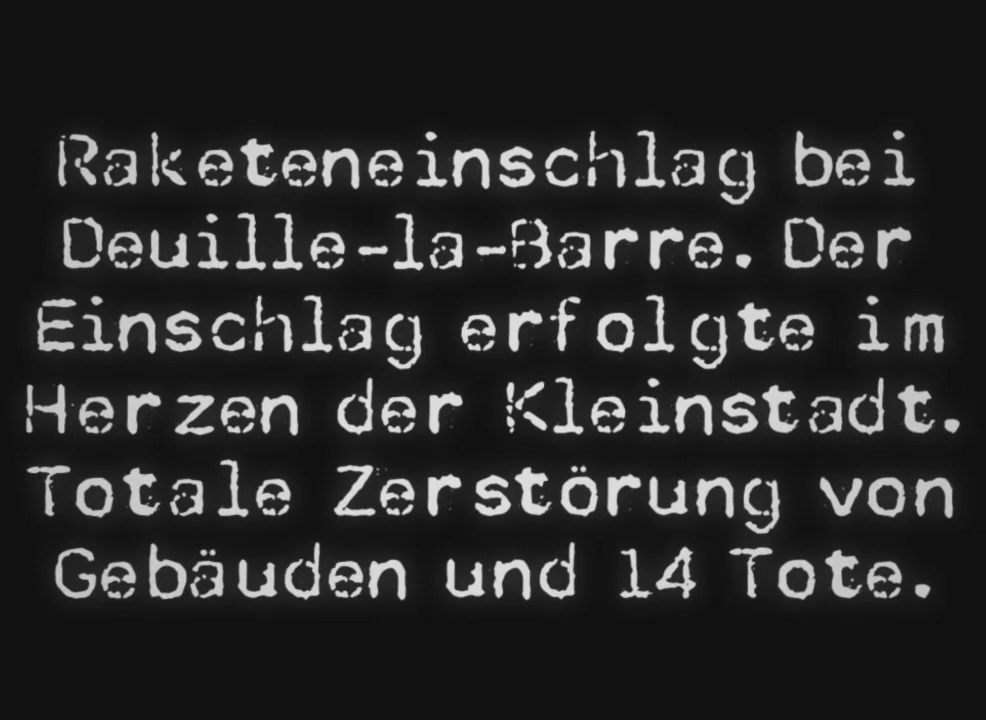 Raketeneinschlag bei
Deuille-la-Barre. Der
Einschlag erfolgte im
Herzen der Kleinstadt.
Totale Zerstörung von
Gebäuden und 14 Tote.